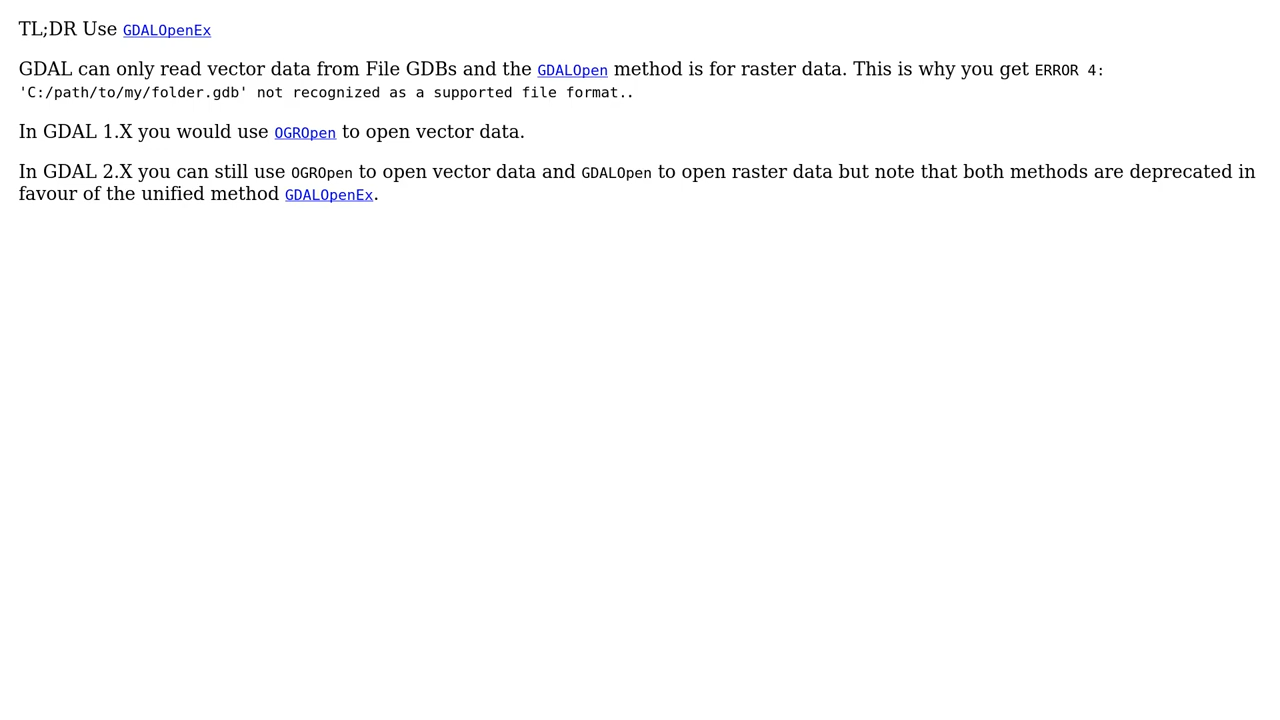 TL;DR Use GDALOpenEx
GDAL can only read vector data from File GDBs and the GDALOpen method is for raster data. This is why you get ERROR 4:
'C:/path/to/my/folder.gdb' not recognized as a supported file format..
In GDAL 1.X you would use OGROpen to open vector data.
In GDAL 2.X you can still use OGROpen to open vector data and GDALOpen to open raster data but note that both methods are deprecated in
favour of the unified method GDALOpenEx.